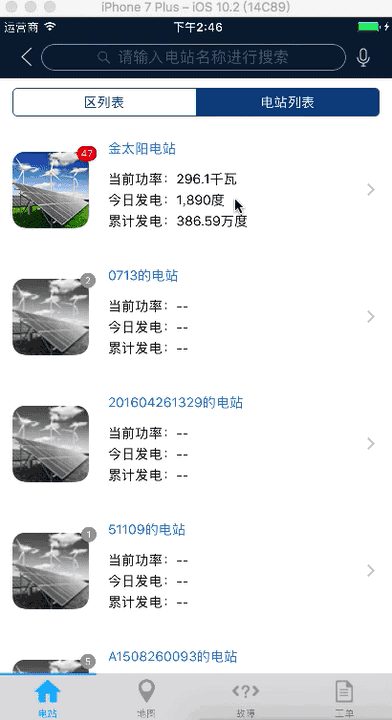 iPhone 7 Plus – iOS 10.2 (14C89)
运营商 下午2:46
请输入电站名称进行搜索
区列表 电站列表
47
金太阳电站
当前功率：296.1千瓦
今日发电：1,890度
累计发电：386.59万度
2
0713的电站
当前功率：--
今日发电：--
累计发电：--
201604261329的电站
当前功率：--
今日发电：--
累计发电：--
1
51109的电站
当前功率：--
今日发电：--
累计发电：--
5
A1508260093的电站
电站 地图 故障 工单